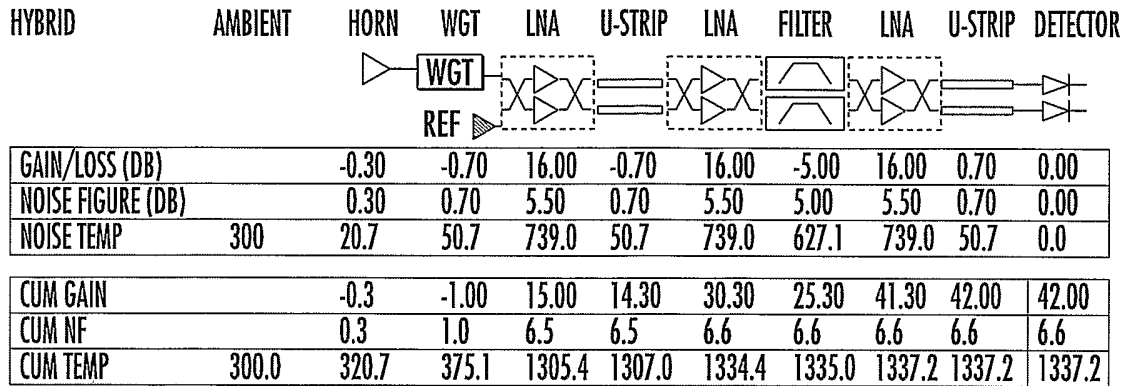 HYBRID AMBIENT HORN WGT LNA U-STRIP LNA FILTER LNA U-STRIP DETECTOR
WGT
REF
GAIN/LOSS (DB) -0.30 -0.70 16.00 -0.70 16.00 -5.00 16.00 0.70 0.00
NOISE FIGURE (DB) 0.30 0.70 5.50 0.70 5.50 5.00 5.50 0.70 0.00
NOISE TEMP 300 20.7 50.7 739.0 50.7 739.0 627.1 739.0 50.7 0.0
CUM GAIN -0.3 -1.00 15.00 14.30 30.30 25.30 41.30 42.00 42.00
CUM NF 0.3 1.0 6.5 6.5 6.6 6.6 6.6 6.6 6.6
CUM TEMP 300.0 320.7 375.1 1305.4 1307.0 1334.4 1335.0 1337.2 1337.2 1337.2